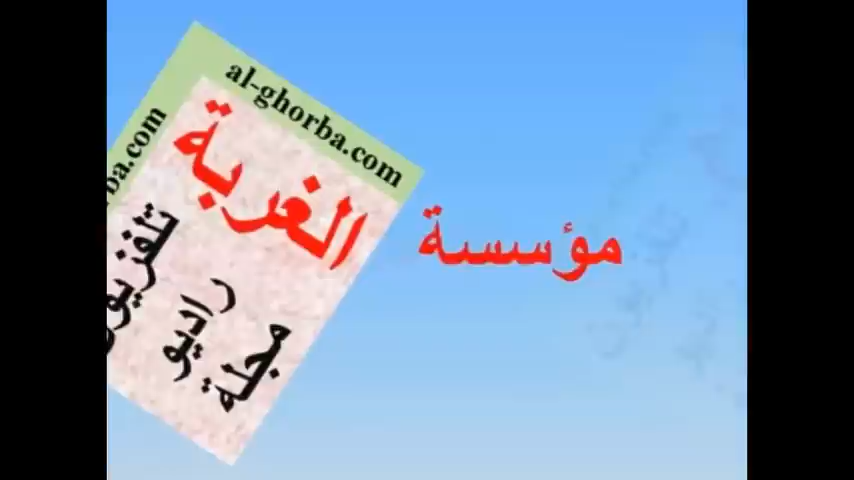 مؤسسة
al-ghorba.com
ba.com
الغربة
تلفزيون
راديو
مجلة